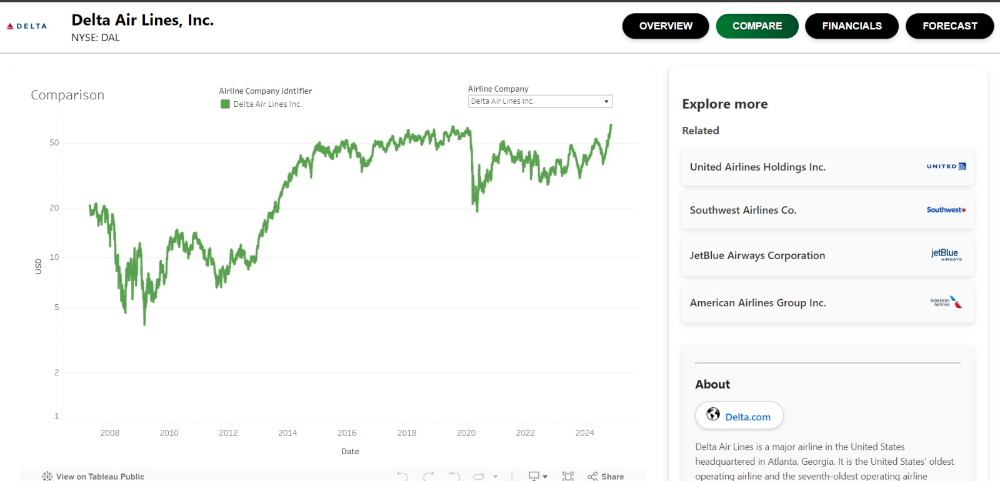 DELTA
Delta Air Lines, Inc.
NYSE: DAL
OVERVIEW
COMPARE
FINANCIALS
FORECAST
Comparison
Airline Company idntifier
Delta Air Lines Inc.
Airline Company
Delta Air Lines Inc.
50
20
10
5
2
1
USD
2008 2010 2012 2014 2016 2018 2020 2022 2024
Date
View on Tableau Public
Share
Explore more
Related
United Airlines Holdings Inc.
UNITED
Southwest Airlines Co.
Southwest
JetBlue Airways Corporation
jetBlue
AIRWAYS
American Airlines Group Inc.
American
Airlines
About
Delta.com
Delta Air Lines is a major airline in the United States
headquartered in Atlanta, Georgia. It is the United States' oldest
operating airline and the seventh-oldest operating airline